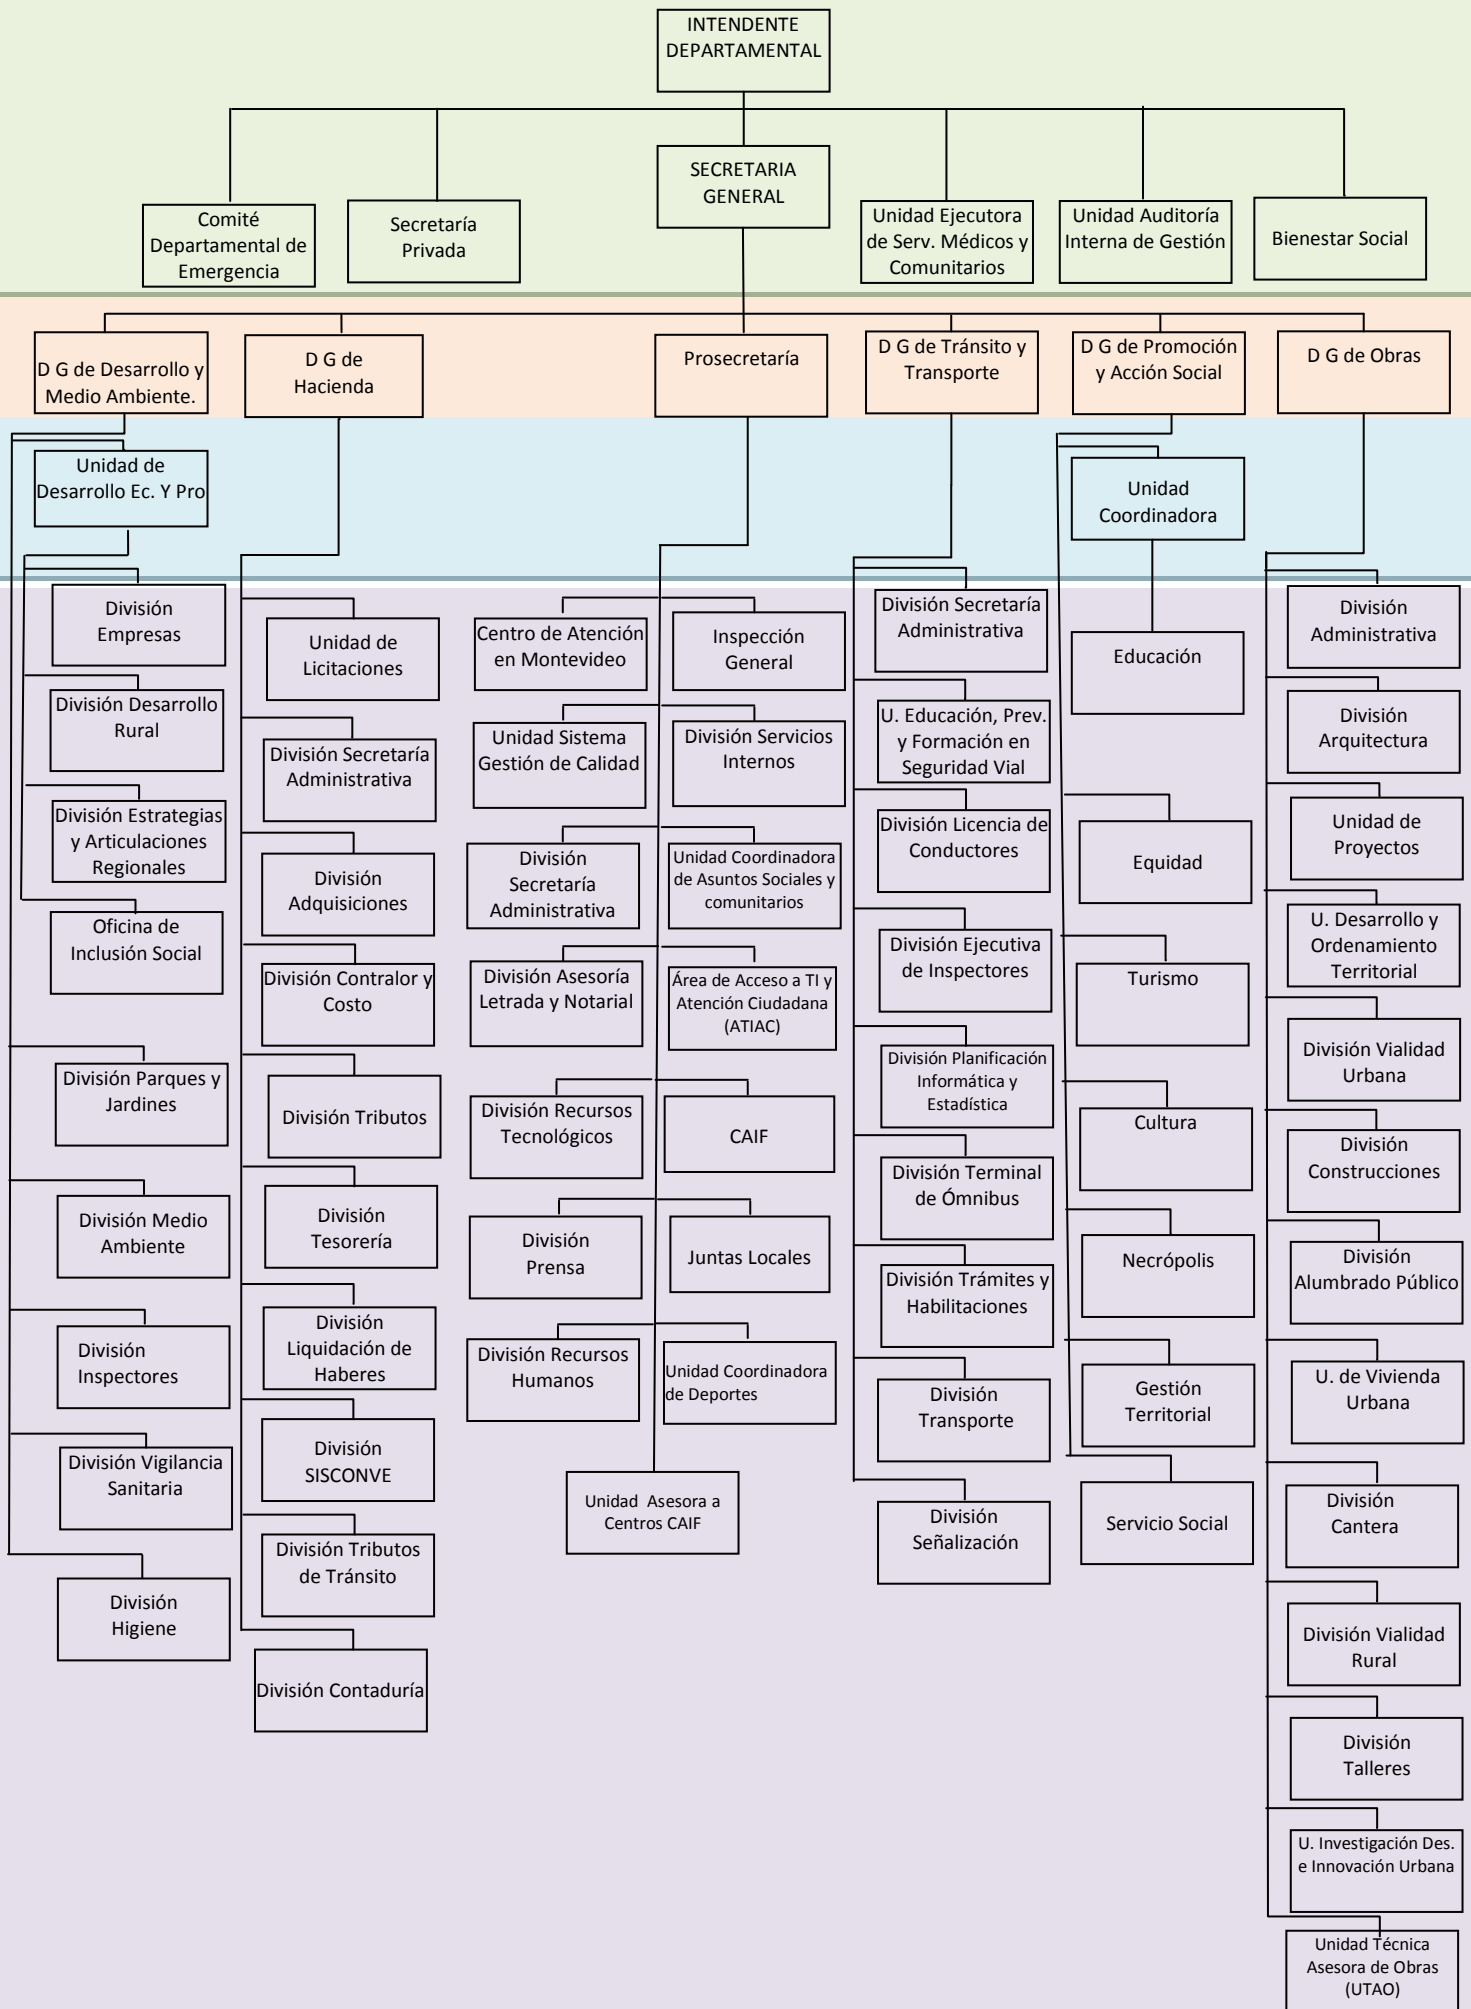 INTENDENTE
DEPARTAMENTAL
SECRETARIA
GENERAL
Comité
Departamental de
Emergencia
Secretaría
Privada
Unidad Ejecutora
de Serv. Médicos y
Comunitarios
Unidad Auditoría
Interna de Gestión
Bienestar Social
D G de Desarrollo y
Medio Ambiente.
D G de
Hacienda
Prosecretaría
D G de Tránsito y
Transporte
D G de Promoción
y Acción Social
D G de Obras
Unidad de
Desarrollo Ec. Y Pro
Unidad
Coordinadora
División
Empresas
División Desarrollo
Rural
División Estrategias
y Articulaciones
Regionales
Oficina de
Inclusión Social
División Parques y
Jardines
División Medio
Ambiente
División
Inspectores
División Vigilancia
Sanitaria
División
Higiene
Unidad de
Licitaciones
División Secretaría
Administrativa
División
Adquisiciones
División Contralor y
Costo
División Tributos
División
Tesorería
División
Liquidación de
Haberes
División
SISCONVE
División Tributos
de Tránsito
División Contaduría
Centro de Atención
en Montevideo
Inspección
General
Unidad Sistema
Gestión de Calidad
División Servicios
Internos
División
Secretaría
Administrativa
Unidad Coordinadora
de Asuntos Sociales y
comunitarios
División Asesoría
Letrada y Notarial
Área de Acceso a TI y
Atención Ciudadana
(ATIAC)
División Recursos
Tecnológicos
CAIF
División
Prensa
Juntas Locales
División Recursos
Humanos
Unidad Coordinadora
de Deportes
Unidad Asesora a
Centros CAIF
División Secretaría
Administrativa
U. Educación, Prev.
y Formación en
Seguridad Vial
División Licencia de
Conductores
División Ejecutiva
de Inspectores
División Planificación
Informática y
Estadística
División Terminal
de Ómnibus
División Trámites y
Habilitaciones
División
Transporte
División
Señalización
Educación
Equidad
Turismo
Cultura
Necrópolis
Gestión
Territorial
Servicio Social
División
Administrativa
División
Arquitectura
Unidad de
Proyectos
U. Desarrollo y
Ordenamiento
Territorial
División Vialidad
Urbana
División
Construcciones
División
Alumbrado Público
U. de Vivienda
Urbana
División
Cantera
División Vialidad
Rural
División
Talleres
U. Investigación Des.
e Innovación Urbana
Unidad Técnica
Asesora de Obras
(UTAO)